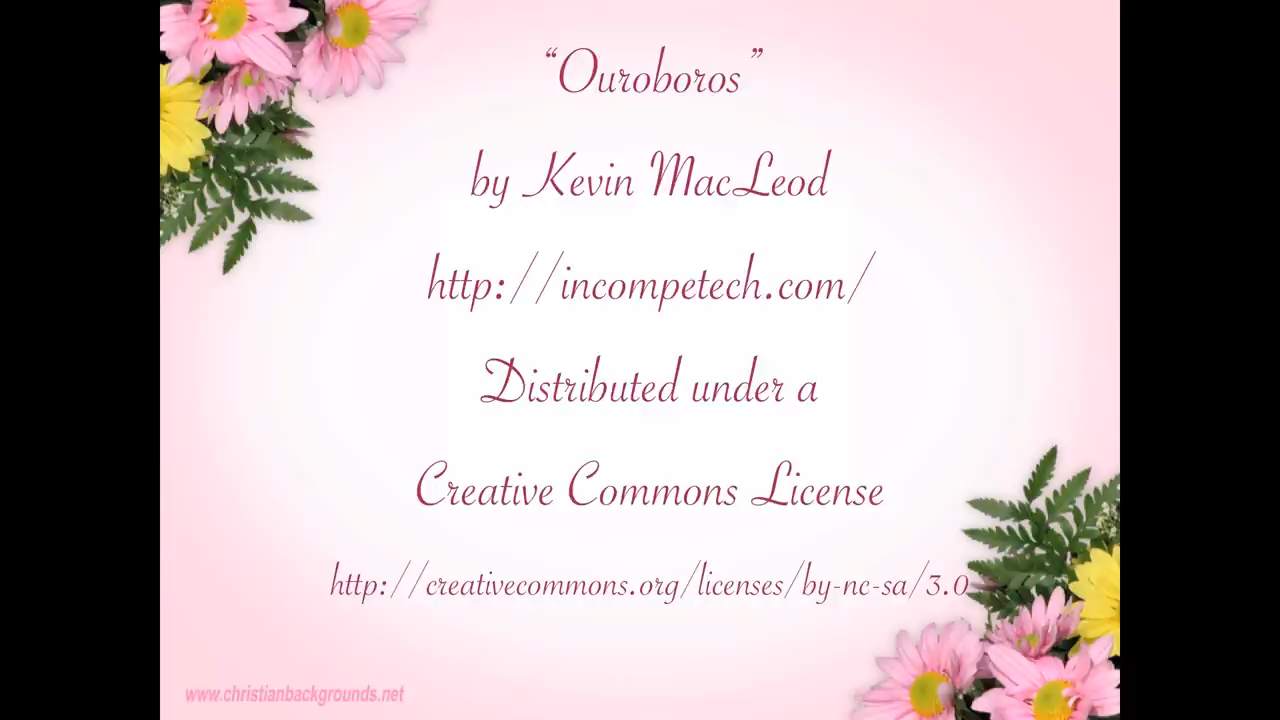 “Ouroboros”
by Kevin MacLeod
http://incompetech.com/
Distributed under a
Creative Commons License
http://creativecommons.org/licenses/by-nc-sa/3.0
www.christianbackgrounds.net